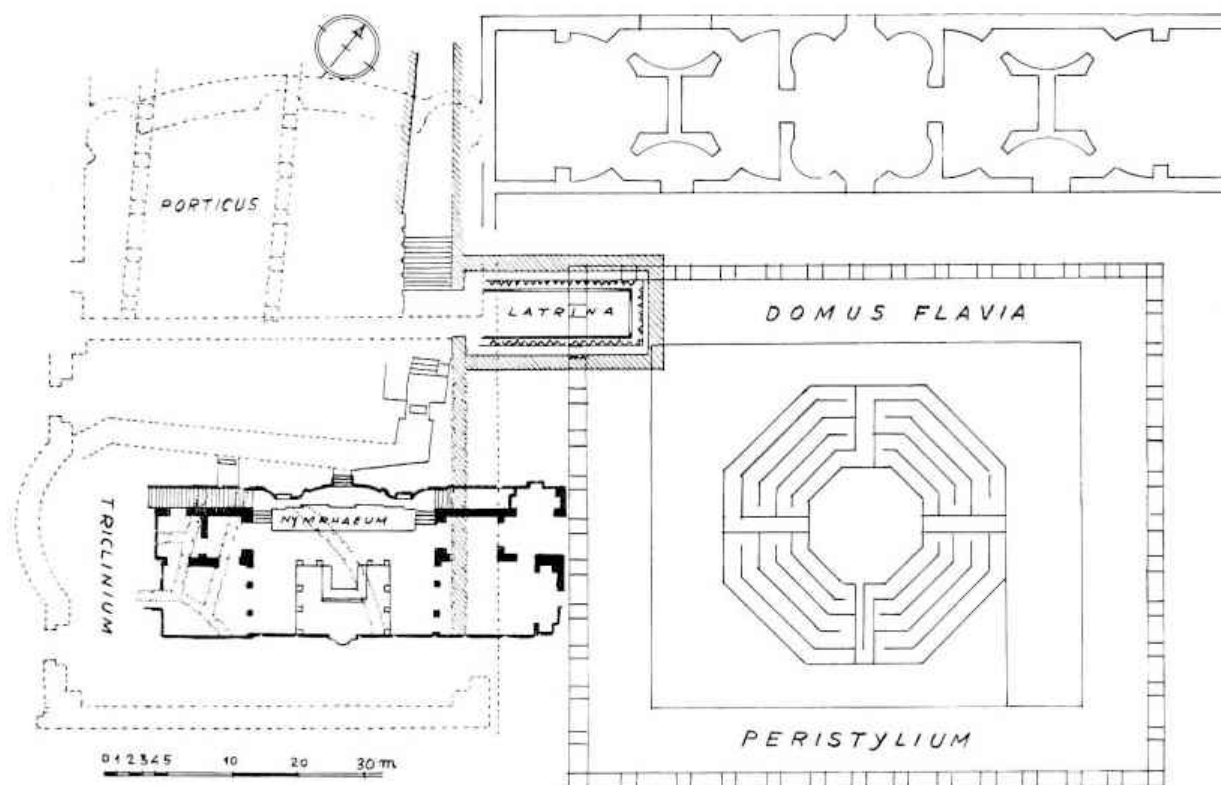 PORTICUS
LATRINA
DOMUS FLAVIA
TRICLINIUM
NYMPHAEUM
PERISTYLIUM
0 1 2 3 4 5 10 20 30 m